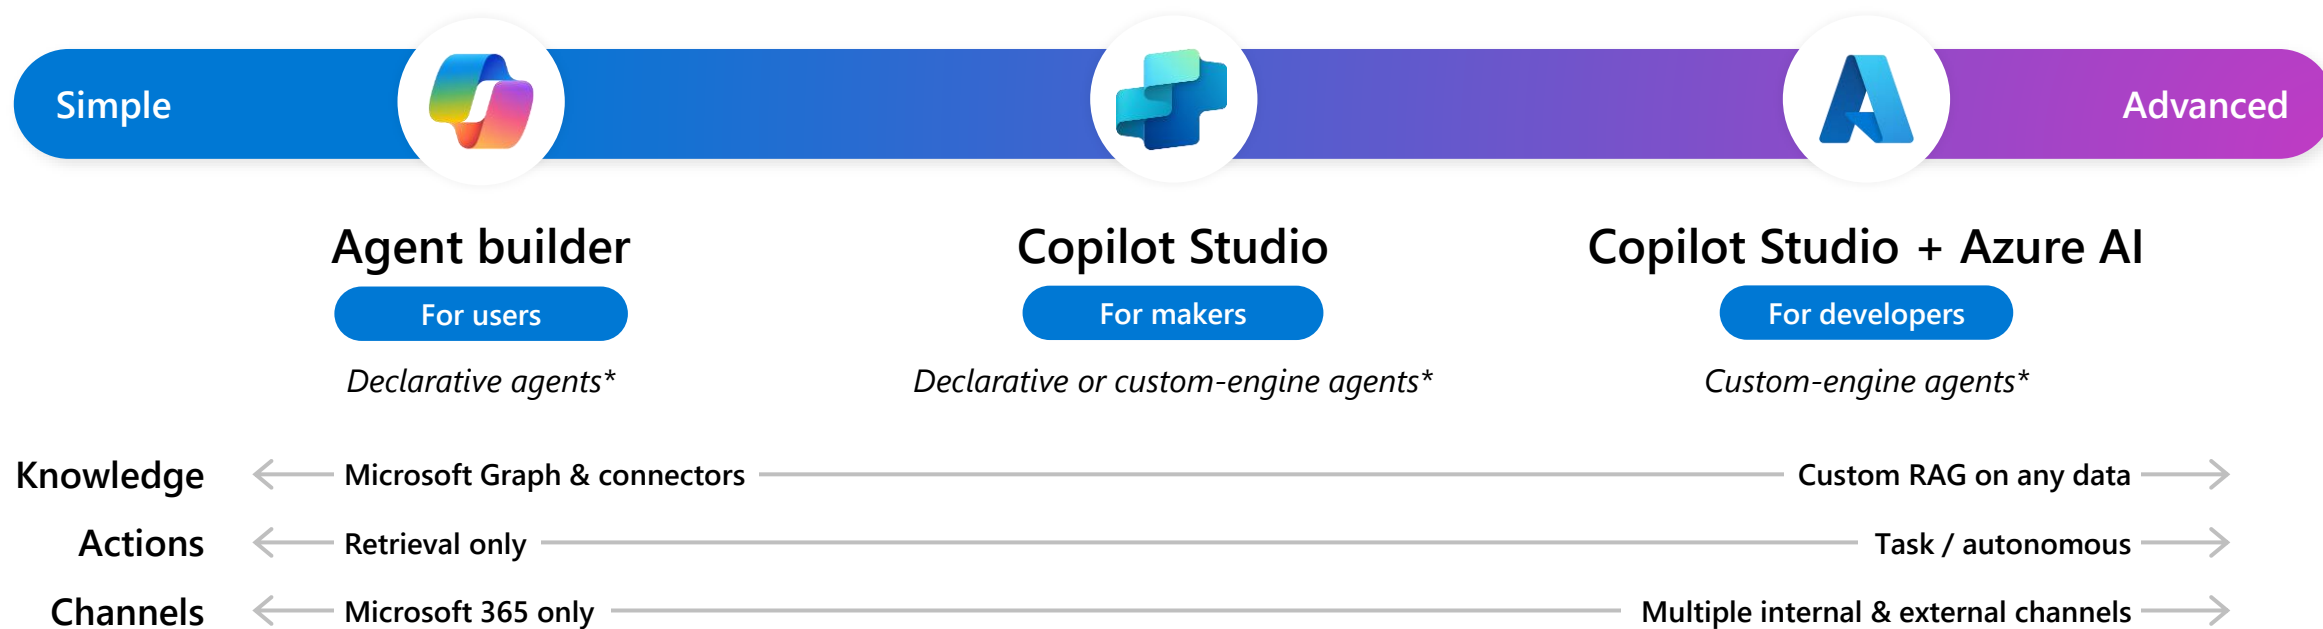 Simple
Advanced
Agent builder
Copilot Studio
Copilot Studio + Azure AI
For users
For makers
For developers
Declarative agents*
Declarative or custom-engine agents*
Custom-engine agents*
Knowledge
Microsoft Graph & connectors
Custom RAG on any data
Actions
Retrieval only
Task / autonomous
Channels
Microsoft 365 only
Multiple internal & external channels